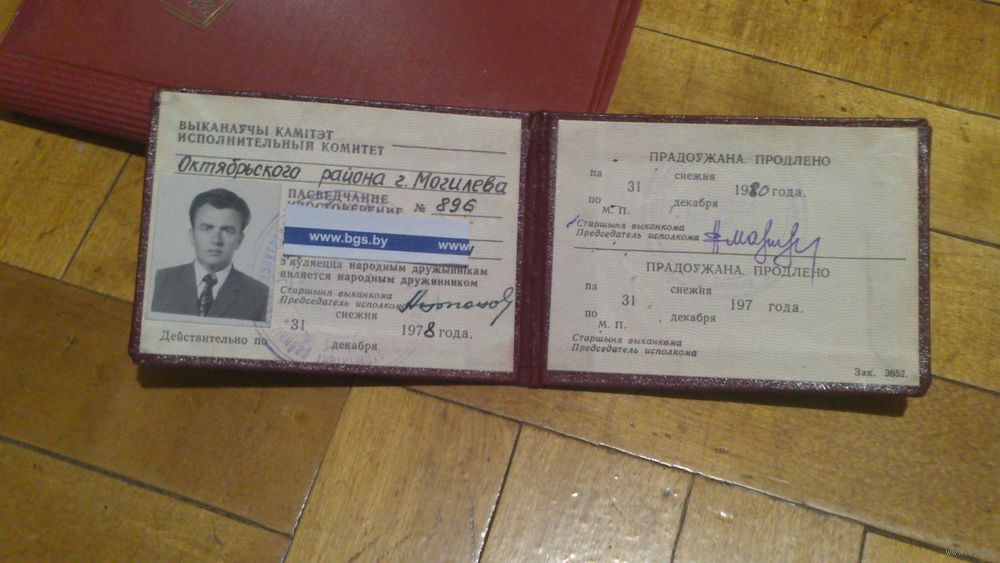 ВЫКАНАЎЧЫ КАМІТЭТ
ИСПОЛНИТЕЛЬНЫЙ КОМИТЕТ
Октябрьского района г. Могилева
ПАСВЕДЧАННЕ
УДОСТОВЕРЕНИЕ № 896
www.bgs.by www
з'яўляецца народным дружыннікам
является народным дружинником
Старшыня выканкома
Председатель исполкома
31 снежня 1978 года.
Действительно по декабря
ПРАДОЎЖАНА. ПРОДЛЕНО
па 31 снежня 1980 года.
по декабря
М. П.
Старшыня выканкома
Председатель исполкома
ПРАДОЎЖАНА. ПРОДЛЕНО
па 31 снежня 197 года.
по декабря
М. П.
Старшыня выканкома
Председатель исполкома
Зак. 3652.